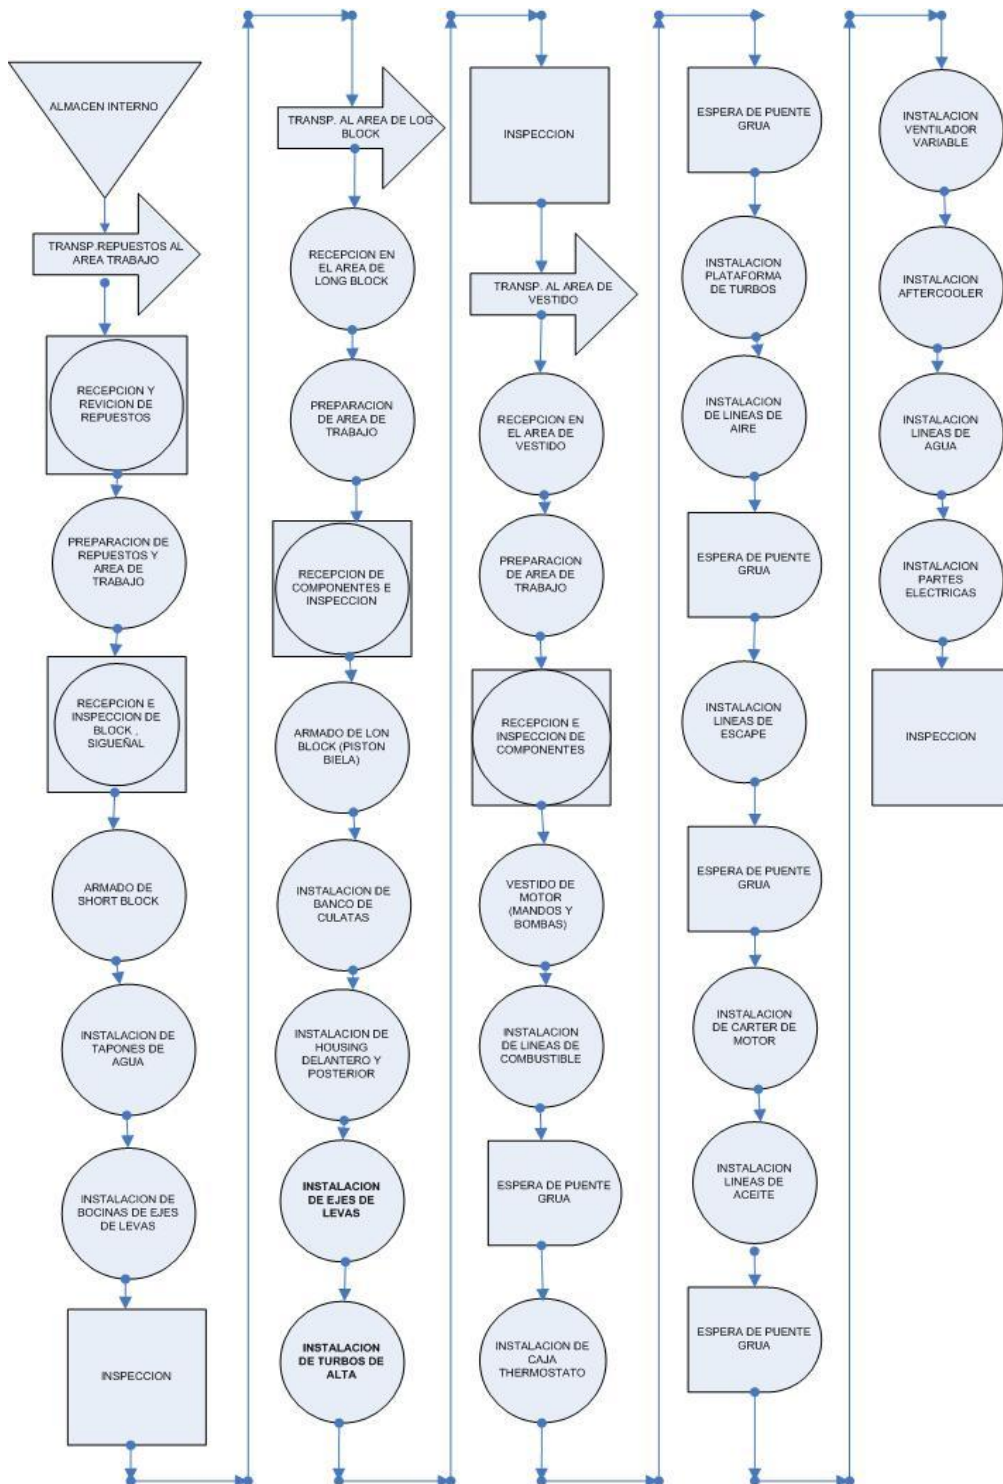 ALMACEN INTERNO
TRANSP.REPUESTOS AL
AREA TRABAJO
RECEPCION Y
REVICION DE
REPUESTOS
PREPARACION DE
REPUESTOS Y
AREA DE
TRABAJO
RECEPCION E
INSPECCION DE
BLOCK ,
SIGUEÑAL
ARMADO DE
SHORT BLOCK
INSTALACION DE
TAPONES DE
AGUA
INSTALACION DE
BOCINAS DE EJES
DE LEVAS
INSPECCION
TRANSP. AL AREA DE LOG
BLOCK
RECEPCION EN
EL AREA DE
LONG BLOCK
PREPARACION
DE AREA DE
TRABAJO
RECEPCION DE
COMPONENTES E
INSPECCION
ARMADO DE LON
BLOCK (PISTON
BIELA)
INSTALACION DE
BANCO DE
CULATAS
INSTALACION DE
HOUSING
DELANTERO Y
POSTERIOR
INSTALACION
DE EJES DE
LEVAS
INSTALACION
DE TURBOS DE
ALTA
INSPECCION
TRANSP. AL AREA DE
VESTIDO
RECEPCION EN
EL AREA DE
VESTIDO
PREPARACION
DE AREA DE
TRABAJO
RECEPCION E
INSPECCION DE
COMPONENTES
VESTIDO DE
MOTOR
(MANDOS Y
BOMBAS)
INSTALACION
DE LINEAS DE
COMBUSTIBLE
ESPERA DE PUENTE
GRUA
INSTALACION DE
CAJA
THERMOSTATO
ESPERA DE PUENTE
GRUA
INSTALACION
PLATAFORMA
DE TURBOS
INSTALACION
DE LINEAS DE
AIRE
ESPERA DE PUENTE
GRUA
INSTALACION
LINEAS DE
ESCAPE
ESPERA DE PUENTE
GRUA
INSTALACION
DE CARTER DE
MOTOR
INSTALACION
LINEAS DE
ACEITE
ESPERA DE PUENTE
GRUA
INSTALACION
VENTILADOR
VARIABLE
INSTALACION
AFTERCOOLER
INSTALACION
LINEAS DE
AGUA
INSTALACION
PARTES
ELECTRICAS
INSPECCION